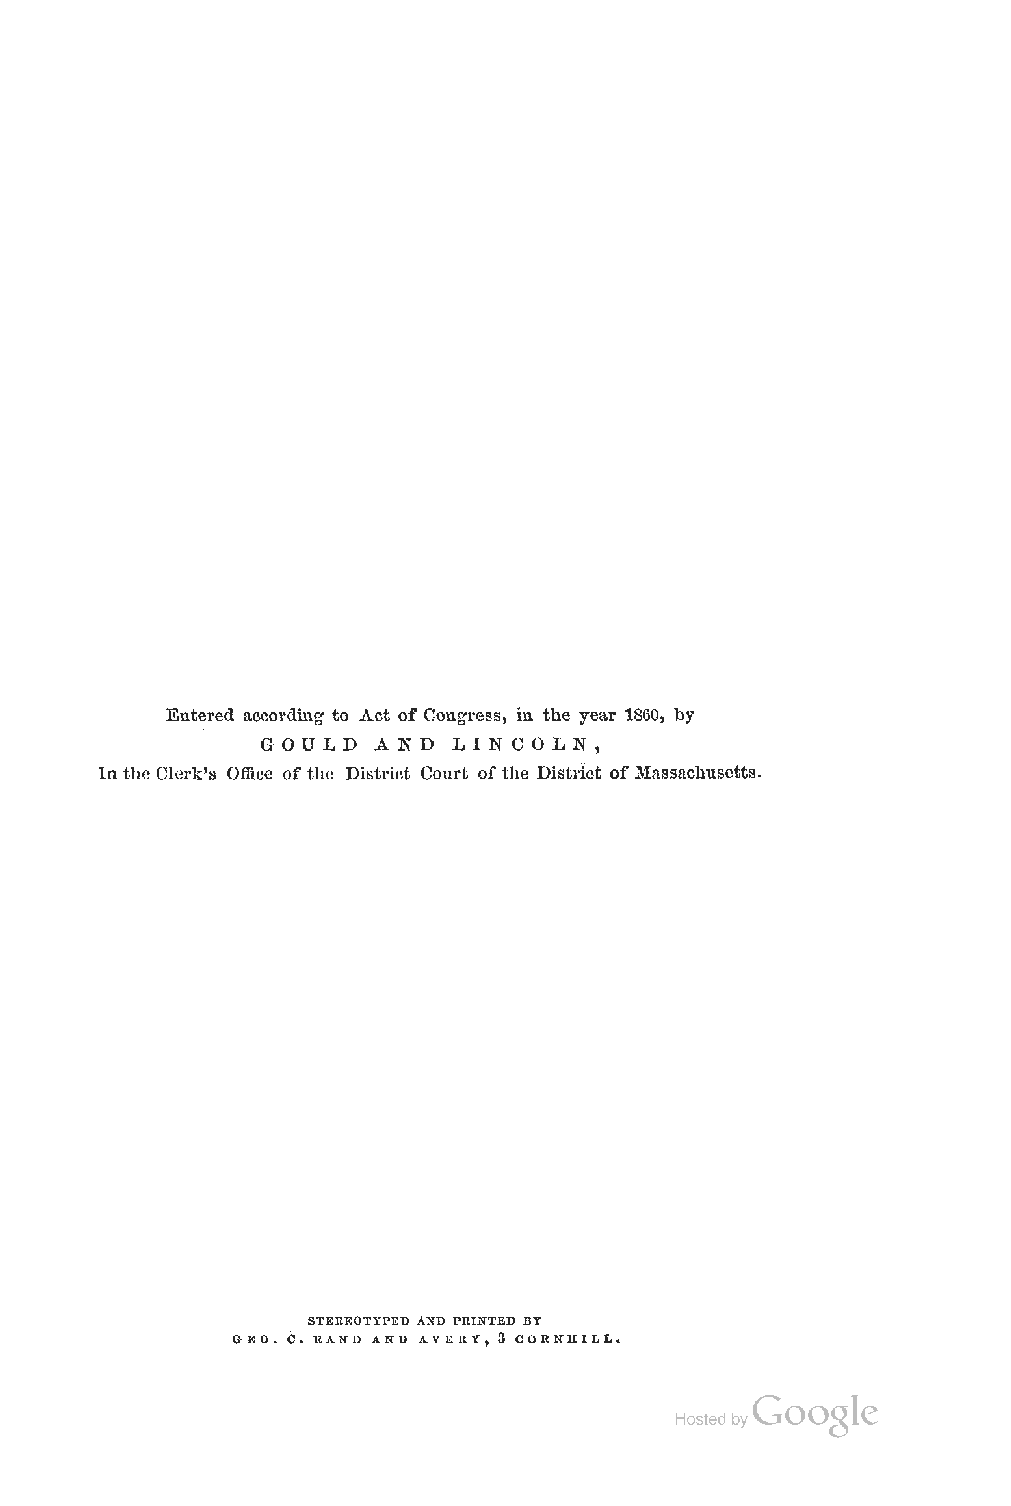 Entered according to Act of Congress, in the year 1860, by
GOULD AND LINCOLN,
In the Clerk's Office of the District Court of the District of Massachusetts.
STEREOTYPED AND PRINTED BY
GEO. C. RAND AND AVERY, 3 CORNHILL.
Hosted by Google